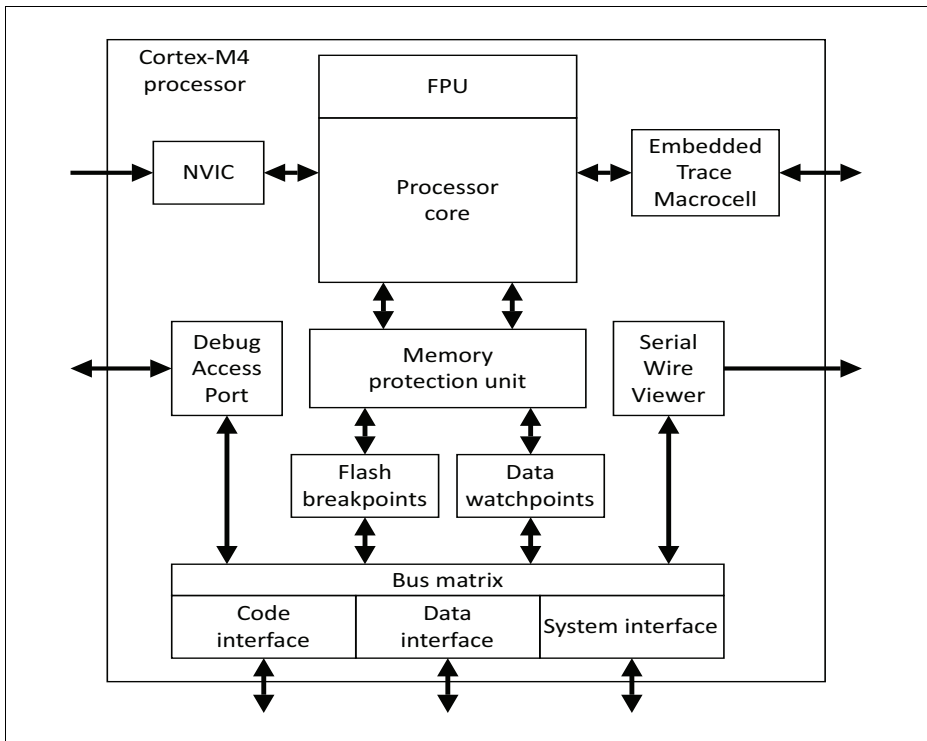 Cortex-M4
processor
FPU
NVIC
Processor
core
Embedded
Trace
Macrocell
Debug
Access
Port
Memory
protection unit
Serial
Wire
Viewer
Flash
breakpoints
Data
watchpoints
Bus matrix
Code
interface
Data
interface
System interface